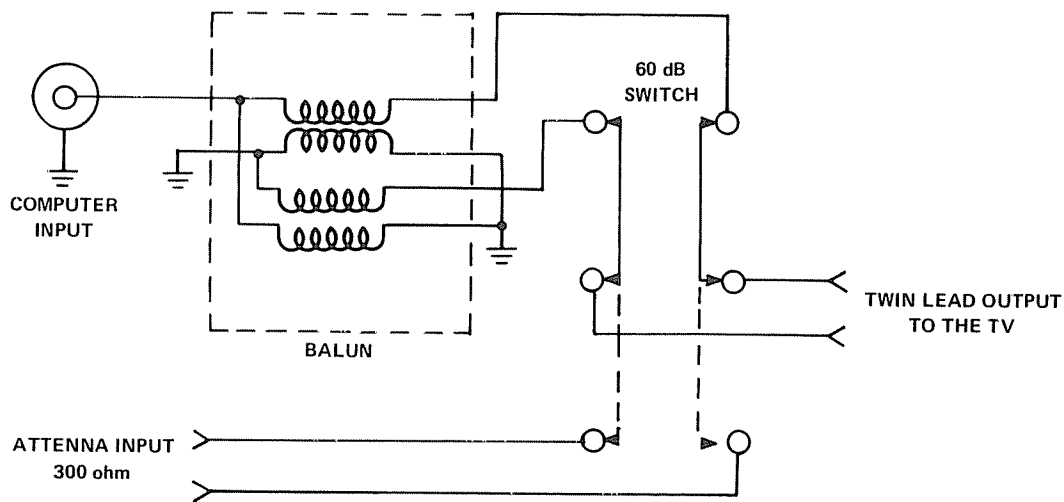 60 dB
SWITCH
COMPUTER
INPUT
BALUN
TWIN LEAD OUTPUT
TO THE TV
ATTENNA INPUT
300 ohm